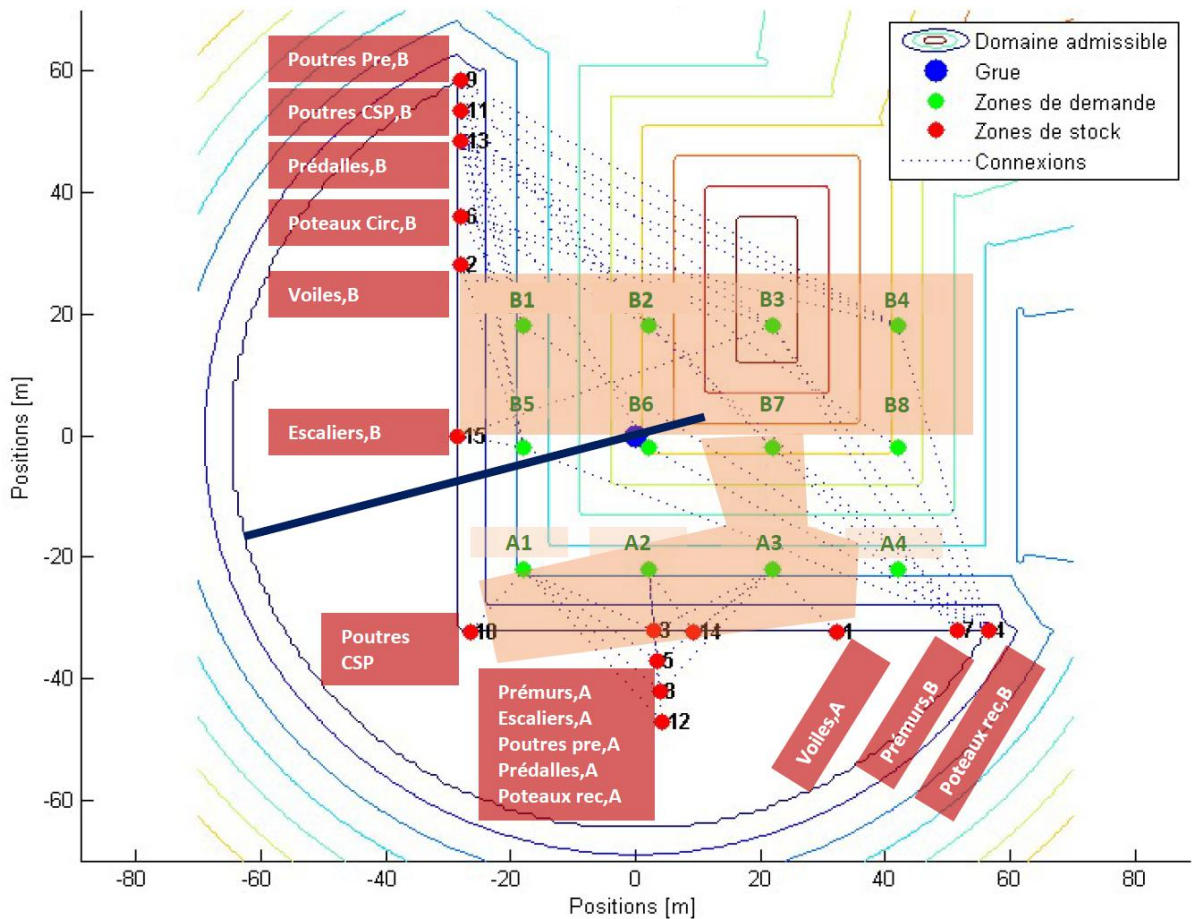 Domaine admissible
Grue
Zones de demande
Zones de stock
Connexions
Poutres Pre,B
Poutres CSP,B
Prédalles,B
Poteaux Circ,B
Voiles,B
Escaliers,B
Poutres
CSP
Prémurs,A
Escaliers,A
Poutres pre,A
Prédalles,A
Poteaux rec,A
Voiles,A
Prémurs,B
Poteaux rec,B
9
11
13
6
2
15
10
3
14
1
7
4
5
8
12
B1 B2 B3 B4
B5 B6 B7 B8
A1 A2 A3 A4
60
40
20
0
-20
-40
-60
Positions [m]
-80 -60 -40 -20 0 20 40 60 80
Positions [m]